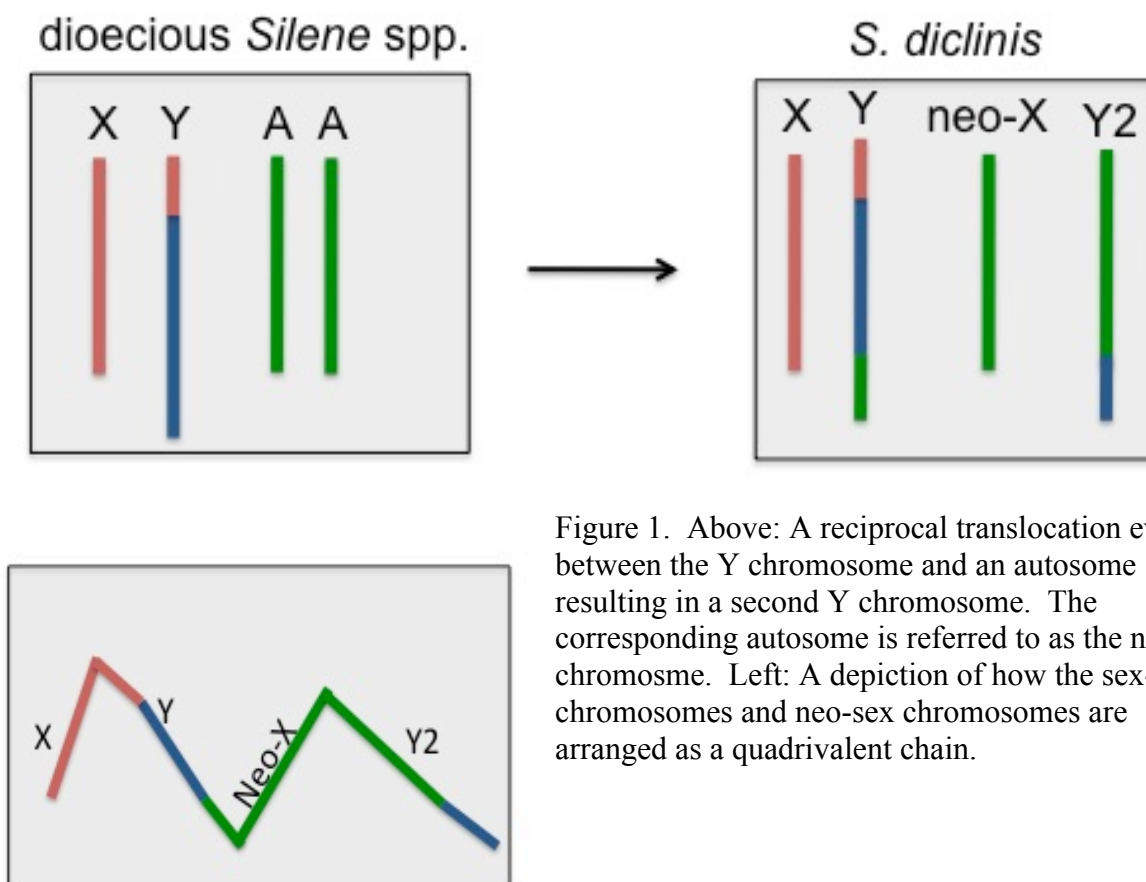 dioecious Silene spp.
S. diclinis
X Y A A
X Y neo-X Y2
Figure 1. Above: A reciprocal translocation
between the Y chromosome and an autosome
resulting in a second Y chromosome. The
corresponding autosome is referred to as the
chromosme. Left: A depiction of how the sex-
chromosomes and neo-sex chromosomes are
arranged as a quadrivalent chain.
X
Y
Neo-X
Y2